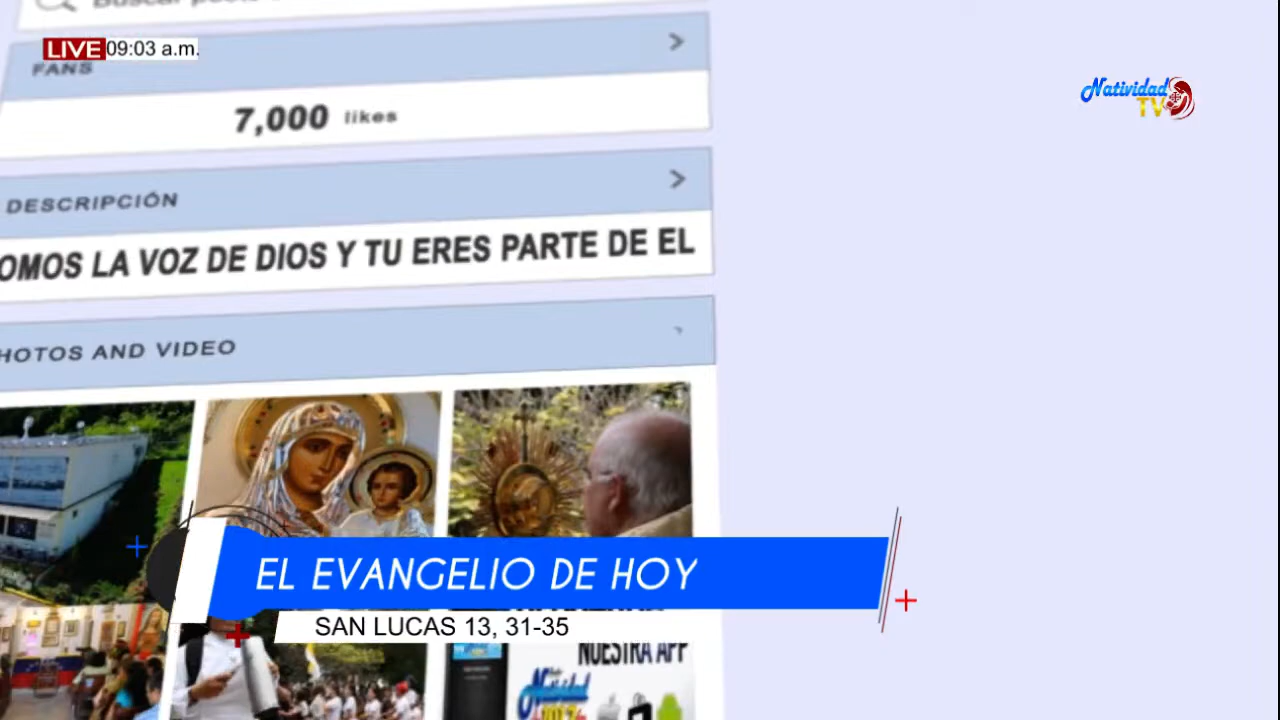 LIVE 09:03 a.m.
FANS
7,000 likes
Natividad
TV
DESCRIPCIÓN
OMOS LA VOZ DE DIOS Y TU ERES PARTE DE EL
HOTOS AND VIDEO
EL EVANGELIO DE HOY
SAN LUCAS 13, 31-35
NUESTRA APP
Natividad